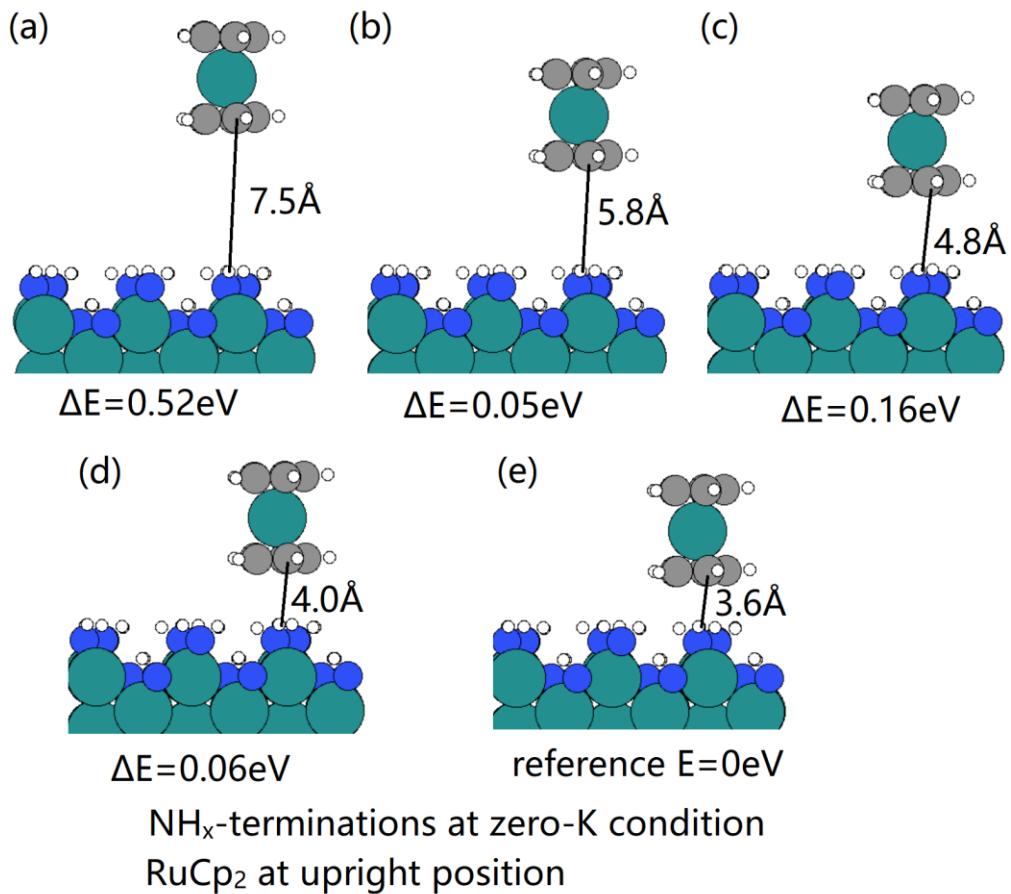 (a)
(b)
(c)
7.5Å
5.8Å
4.8Å
ΔE=0.52eV
ΔE=0.05eV
ΔE=0.16eV
(d)
(e)
4.0Å
3.6Å
ΔE=0.06eV
reference E=0eV
NHₓ-terminations at zero-K condition
RuCp₂ at upright position